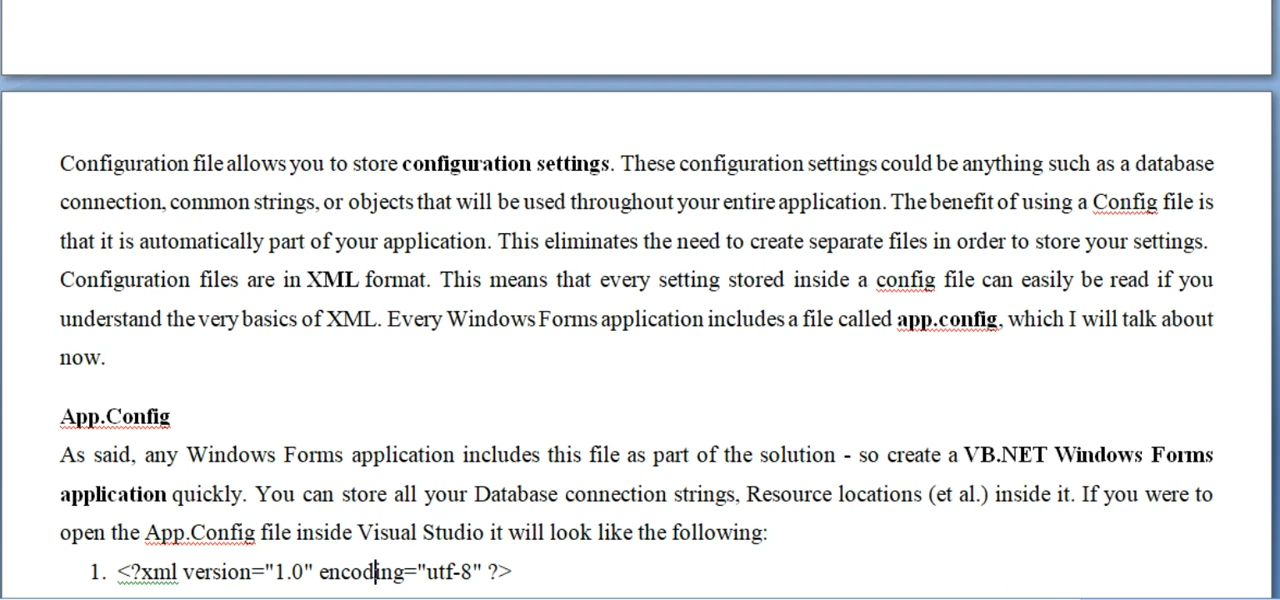 Configuration file allows you to store configuration settings. These configuration settings could be anything such as a database
connection, common strings, or objects that will be used throughout your entire application. The benefit of using a Config file is
that it is automatically part of your application. This eliminates the need to create separate files in order to store your settings.
Configuration files are in XML format. This means that every setting stored inside a config file can easily be read if you
understand the very basics of XML. Every Windows Forms application includes a file called app.config, which I will talk about
now.
App.Config
As said, any Windows Forms application includes this file as part of the solution - so create a VB.NET Windows Forms
application quickly. You can store all your Database connection strings, Resource locations (et al.) inside it. If you were to
open the App.Config file inside Visual Studio it will look like the following:
1. <?xml version="1.0" encoding="utf-8" ?>